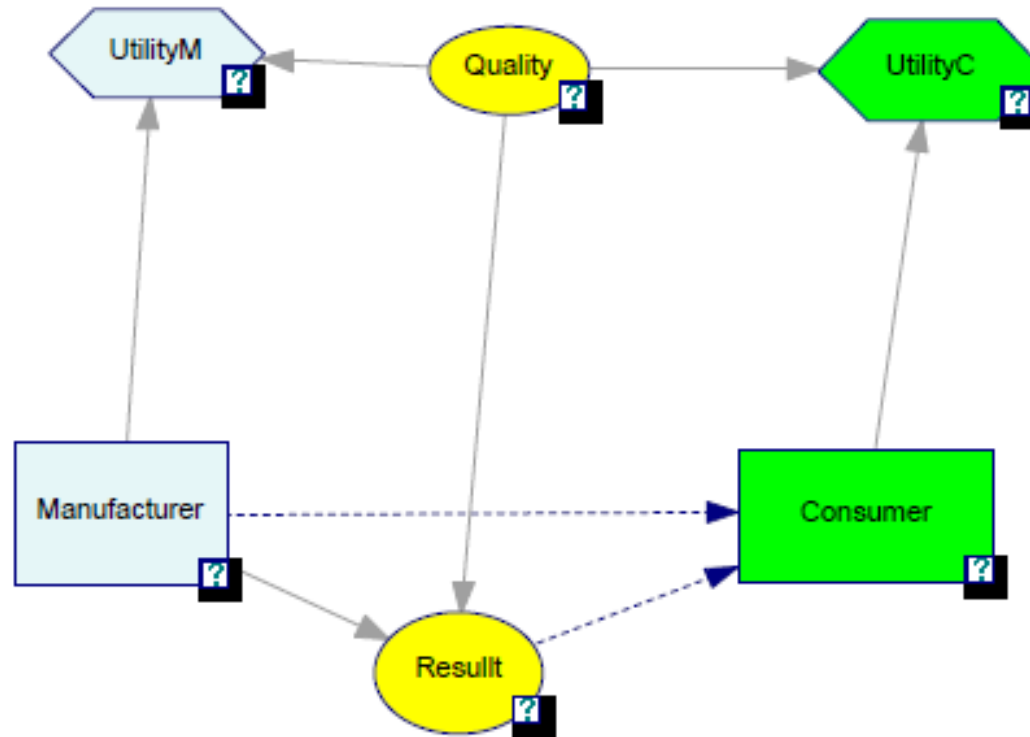 UtilityM
Quality
UtilityC
?
?
?
Manufacturer
Consumer
?
?
Resullt
?